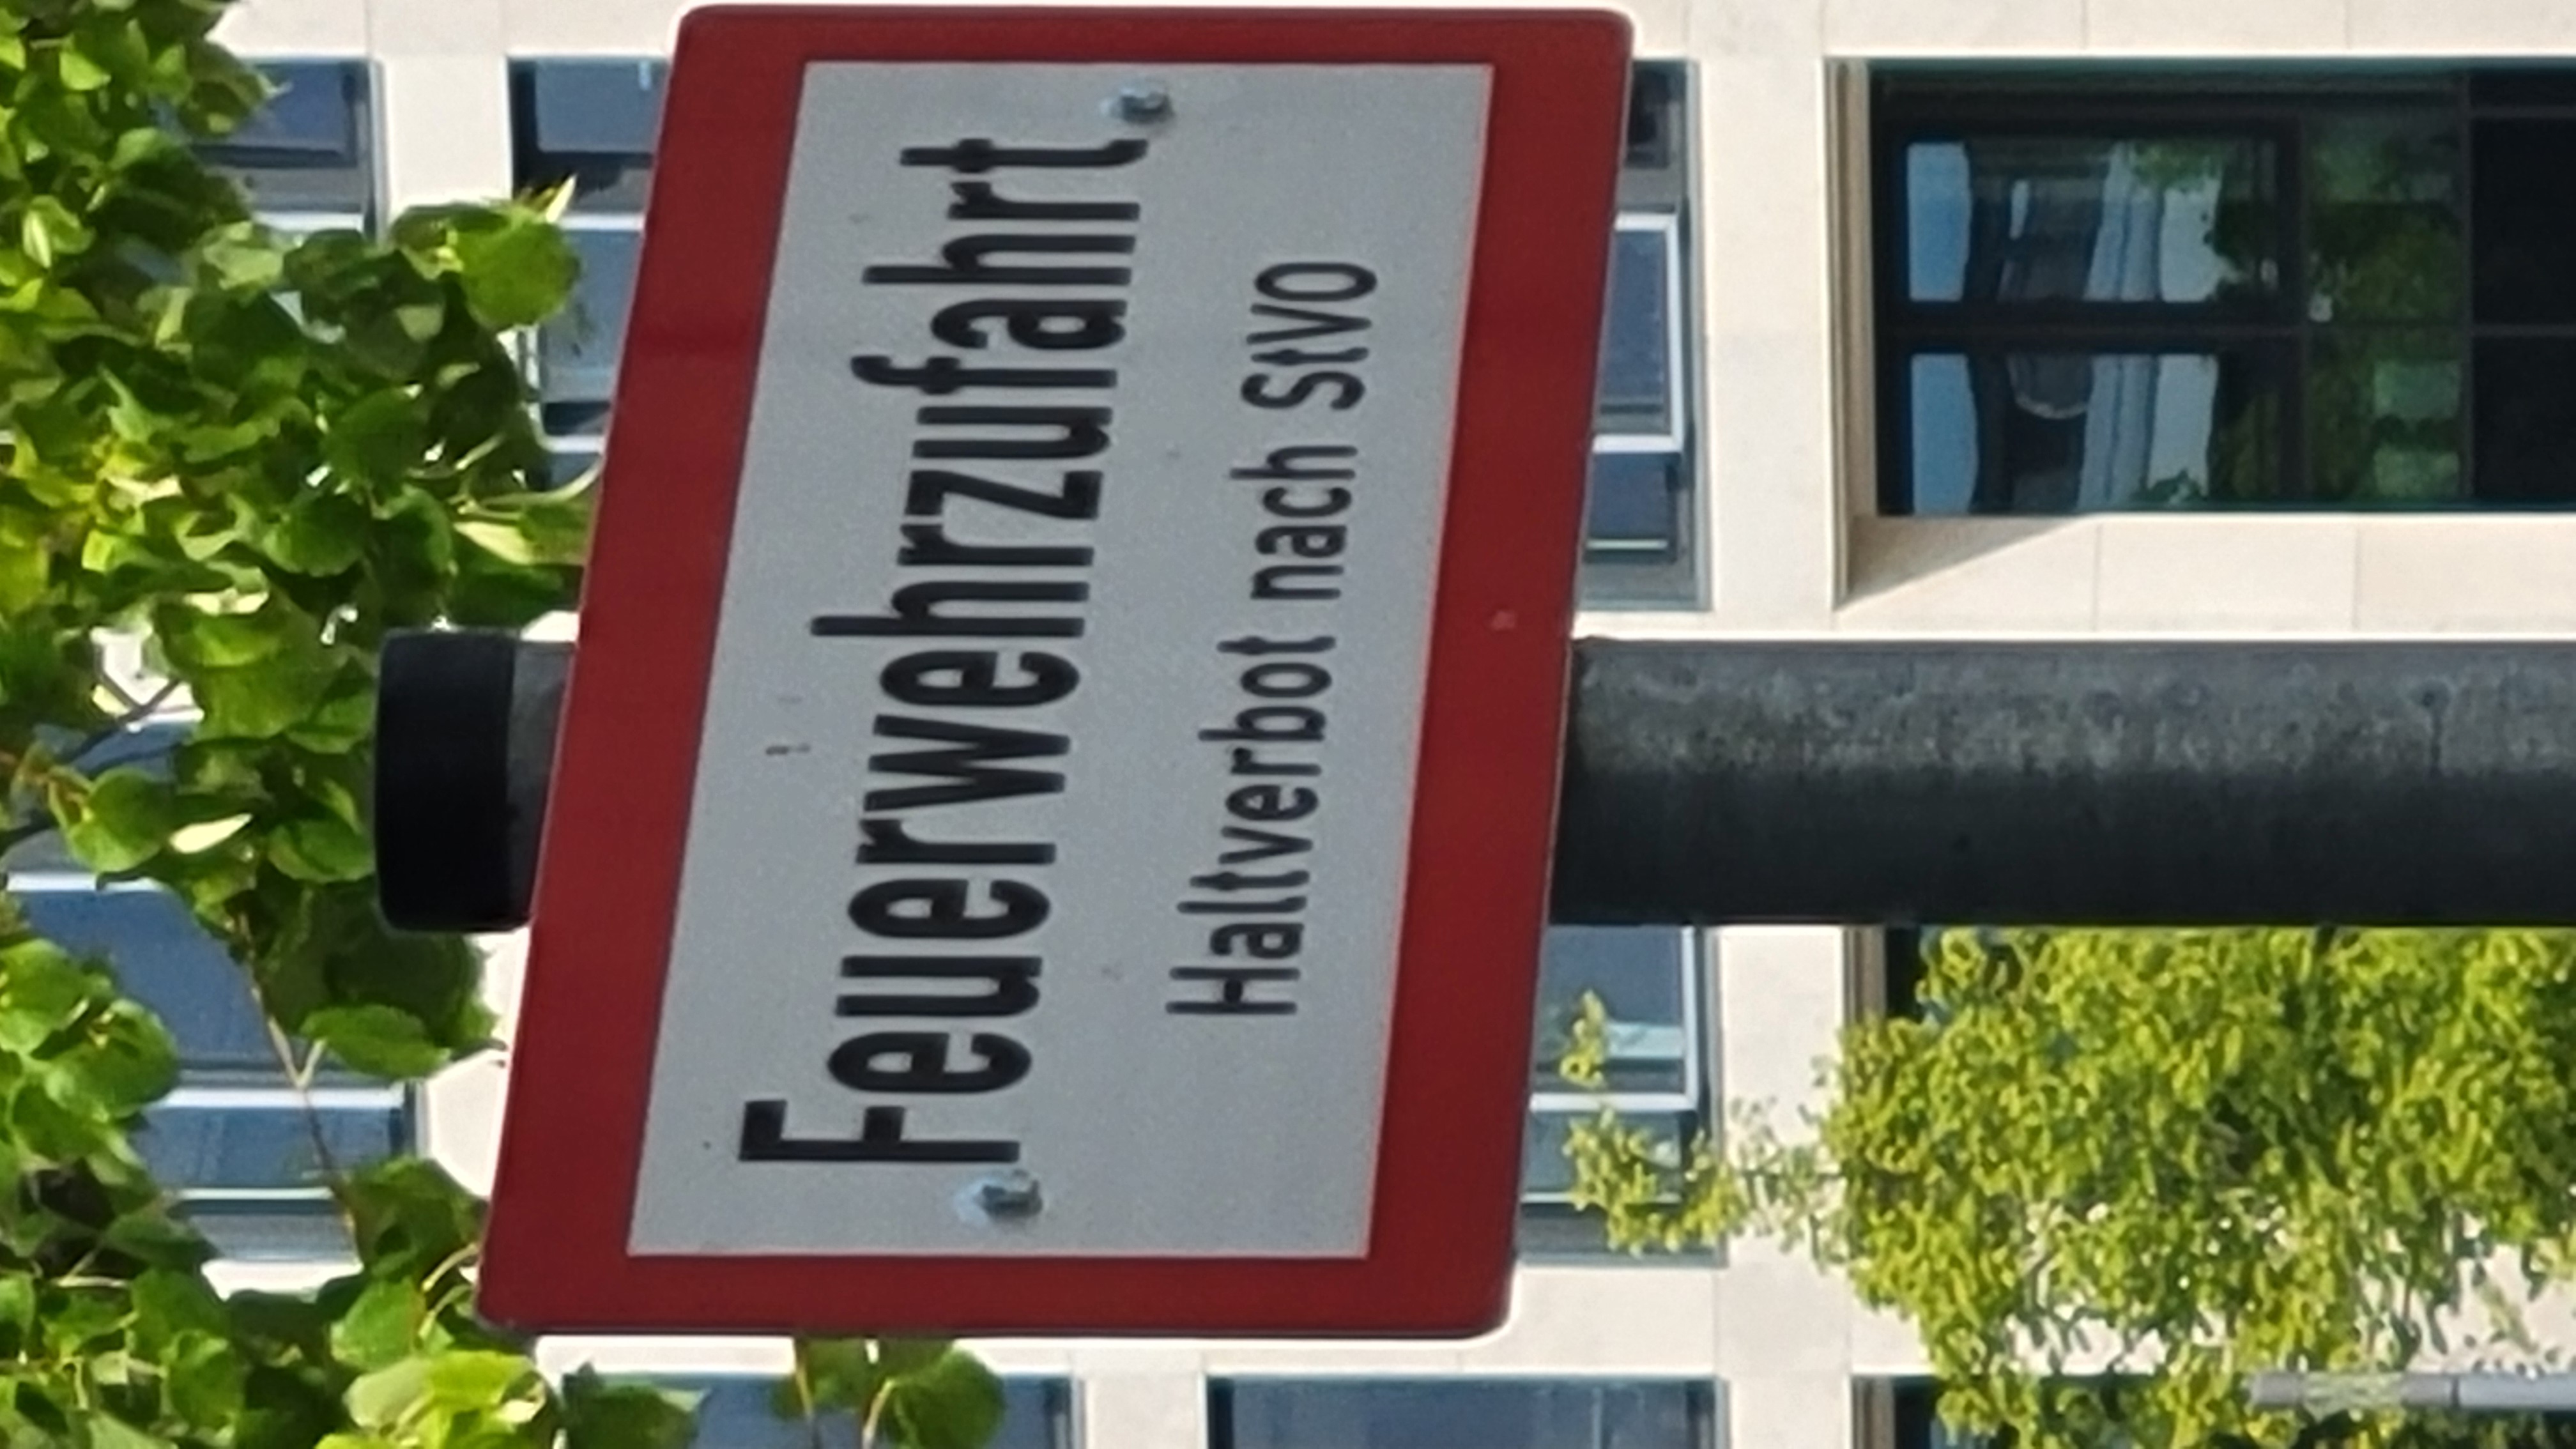 Feuerwehrzufahrt
Haltverbot nach StVO